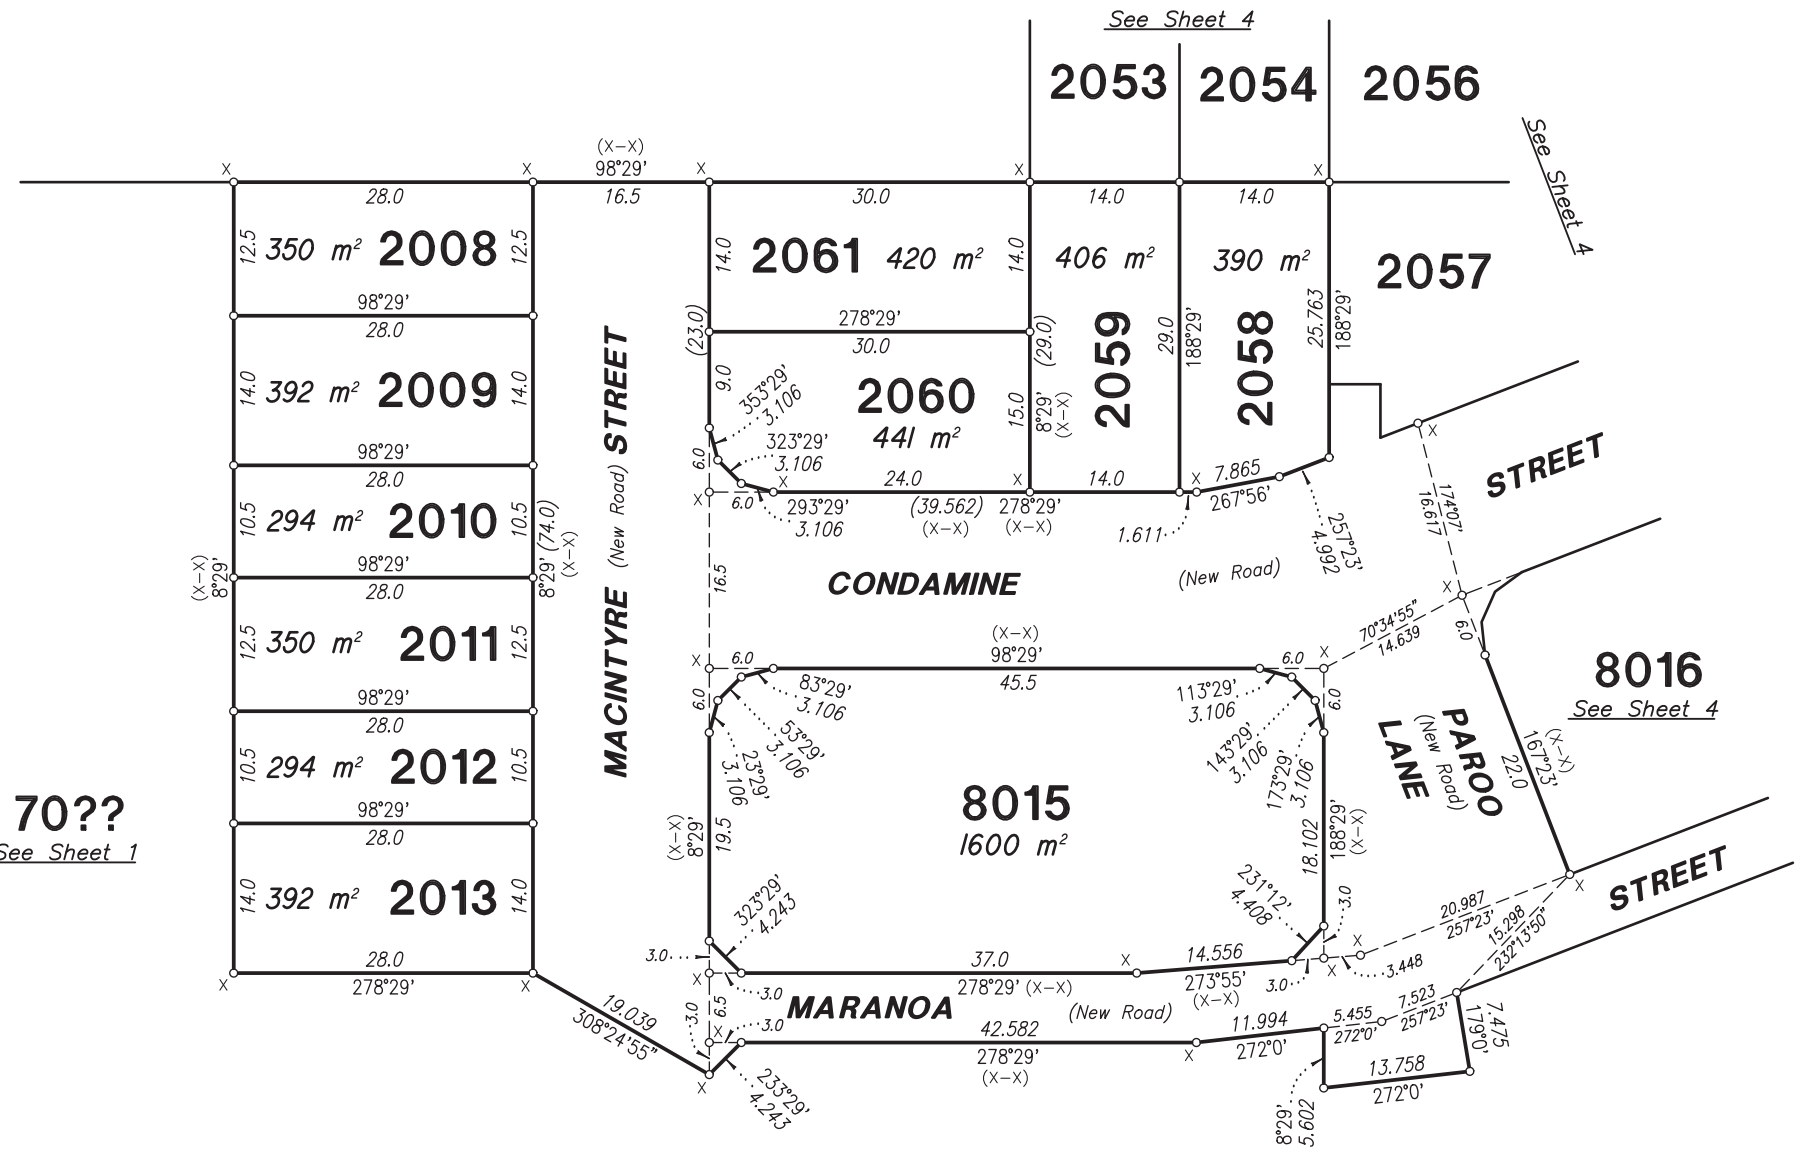 See Sheet 4
2053
2054
2056
See Sheet 4
(X-X)
98°29'
X
X
X
X
X
28.0
16.5
30.0
14.0
14.0
12.5
350 m²
2008
12.5
14.0
2061
420 m²
14.0
406 m²
390 m²
2057
98°29'
28.0
278°29'
30.0
(23.0)
(29.0)
29.0
188°29'
25.763
188°29'
2059
2058
14.0
392 m²
2009
14.0
MACINTYRE (New Road) STREET
9.0
353°29'
3.106
2060
441 m²
15.0
8°29'
(X-X)
323°29'
3.106
98°29'
28.0
6.0
X
6.0
X
293°29'
3.106
24.0
(39.562)
(X-X)
X
278°29'
(X-X)
14.0
X
7.865
267°56'
1.611
257°23'
4.992
X
174°07'
16.617
STREET
10.5
294 m²
2010
10.5
8°29' (74.0)
(X-X)
(X-X)
8°29'
98°29'
28.0
16.5
CONDAMINE
(New Road)
X
70°34'55"
14.639
6.0
12.5
350 m²
2011
12.5
X
6.0
(X-X)
98°29'
45.5
6.0
X
6.0
83°29'
3.106
53°29'
3.106
23°29'
3.106
113°29'
3.106
143°29'
3.106
173°29'
3.106
6.0
8016
See Sheet 4
PAROO
(New Road)
LANE
(X-X)
167°23'
22.0
98°29'
28.0
10.5
294 m²
2012
10.5
98°29'
28.0
70??
See Sheet 1
(X-X)
8°29'
19.5
8015
1600 m²
18.102
188°29'
(X-X)
14.0
392 m²
2013
14.0
323°29'
4.243
231°12'
4.408
3.0
20.987
257°23'
X
STREET
15.298
232°13'50"
28.0
278°29'
X
X
3.0
3.0
37.0
278°29' (X-X)
X
14.556
273°55'
(X-X)
3.0
X
X
3.448
6.5
MARANOA
(New Road)
19.039
308°24'55"
3.0
X
3.0
X
233°29'
4.243
42.582
278°29'
(X-X)
X
11.994
272°0'
5.455
272°0'
7.523
257°23'
7.475
179°0'
13.758
272°0'
8°29'
5.602